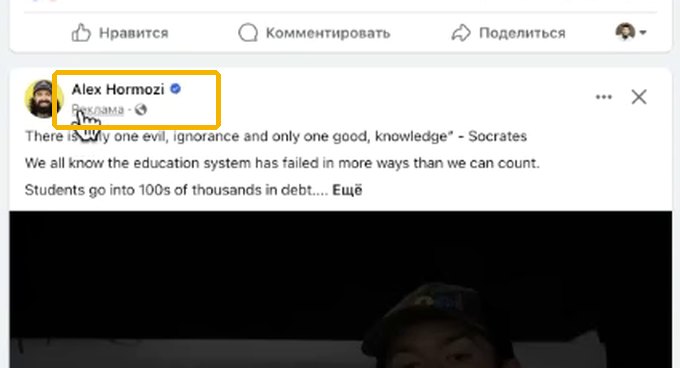 Нравится Комментировать Поделиться
Alex Hormozi
Реклама ·
There is only one evil, ignorance and only one good, knowledge" - Socrates
We all know the education system has failed in more ways than we can count.
Students go into 100s of thousands in debt.... Ещё